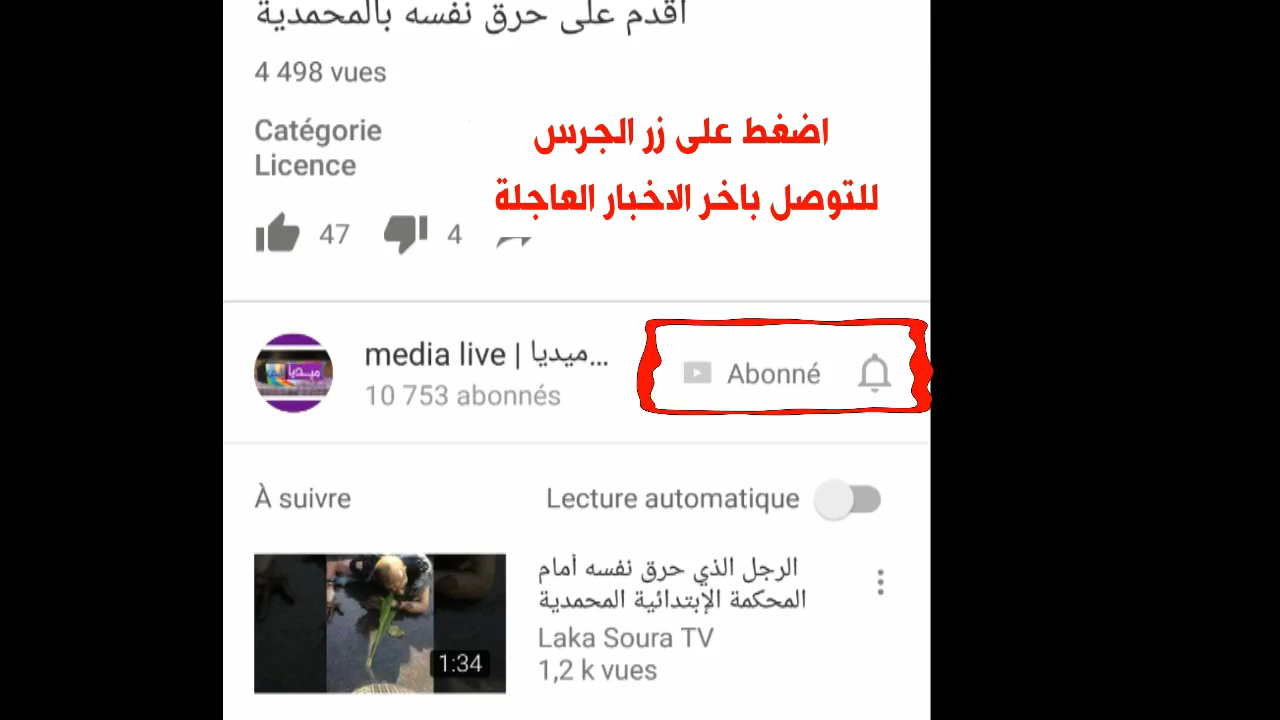 أقدم على حرق نفسه بالمحمدية
4 498 vues
Catégorie
Licence
اضغط على زر الجرس
للتوصل باخر الاخبار العاجلة
47
4
media live | ميديا...
10 753 abonnés
Abonné
À suivre
Lecture automatique
الرجل الذي حرق نفسه أمام
المحكمة الإبتدائية المحمدية
Laka Soura TV
1,2 k vues
1:34
ميديا